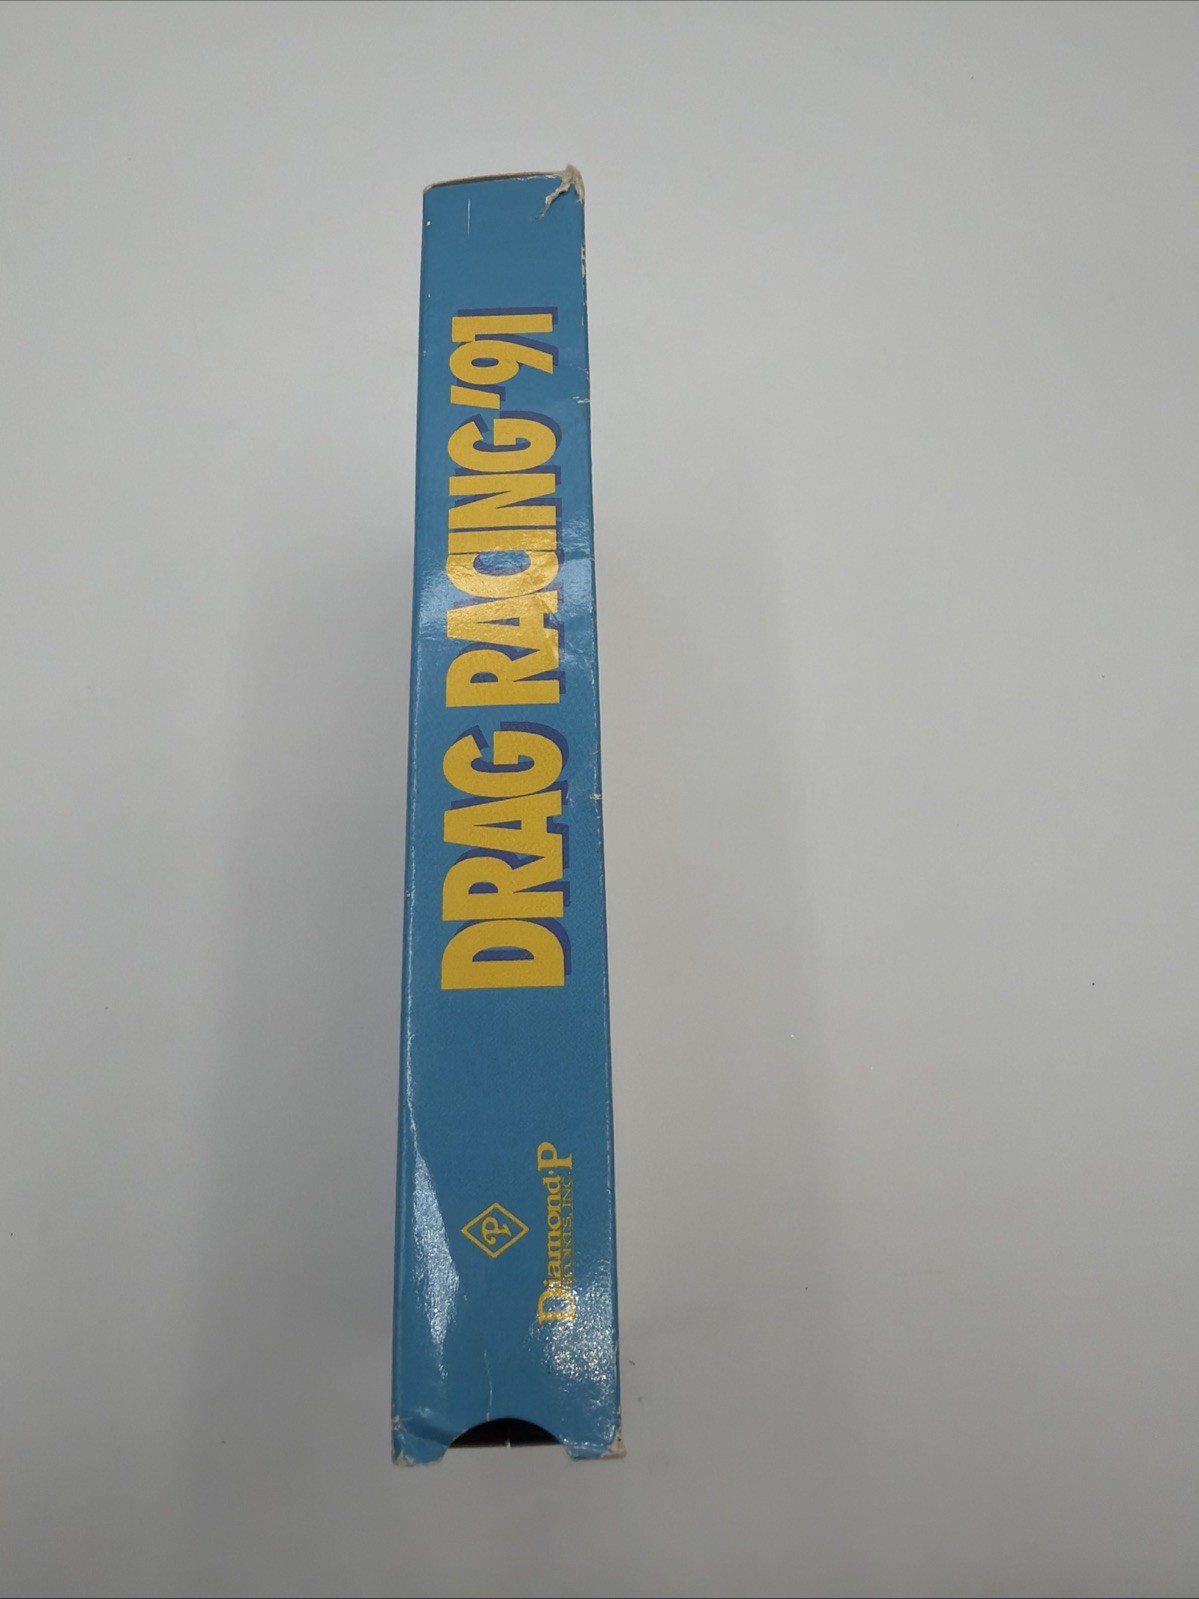 DRAG RACING '91
P
Diamond P
SPORTS, INC.